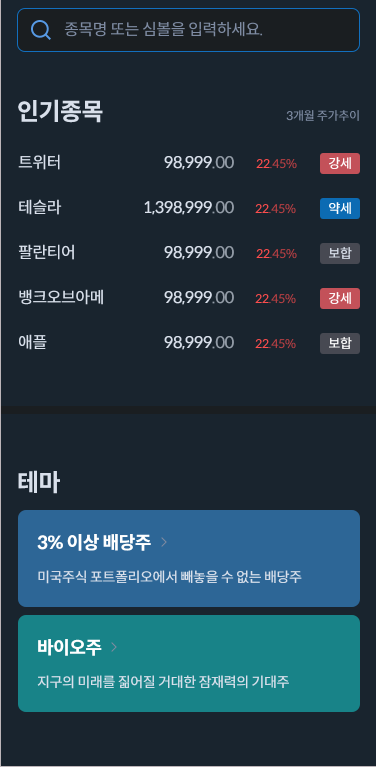 종목명 또는 심볼을 입력하세요.
인기종목 3개월 주가추이
트위터 98,999.00 22.45% 강세
테슬라 1,398,999.00 22.45% 약세
팔란티어 98,999.00 22.45% 보합
뱅크오브아메 98,999.00 22.45% 강세
애플 98,999.00 22.45% 보합
테마
3% 이상 배당주
미국주식 포트폴리오에서 빼놓을 수 없는 배당주
바이오주
지구의 미래를 짊어질 거대한 잠재력의 기대주